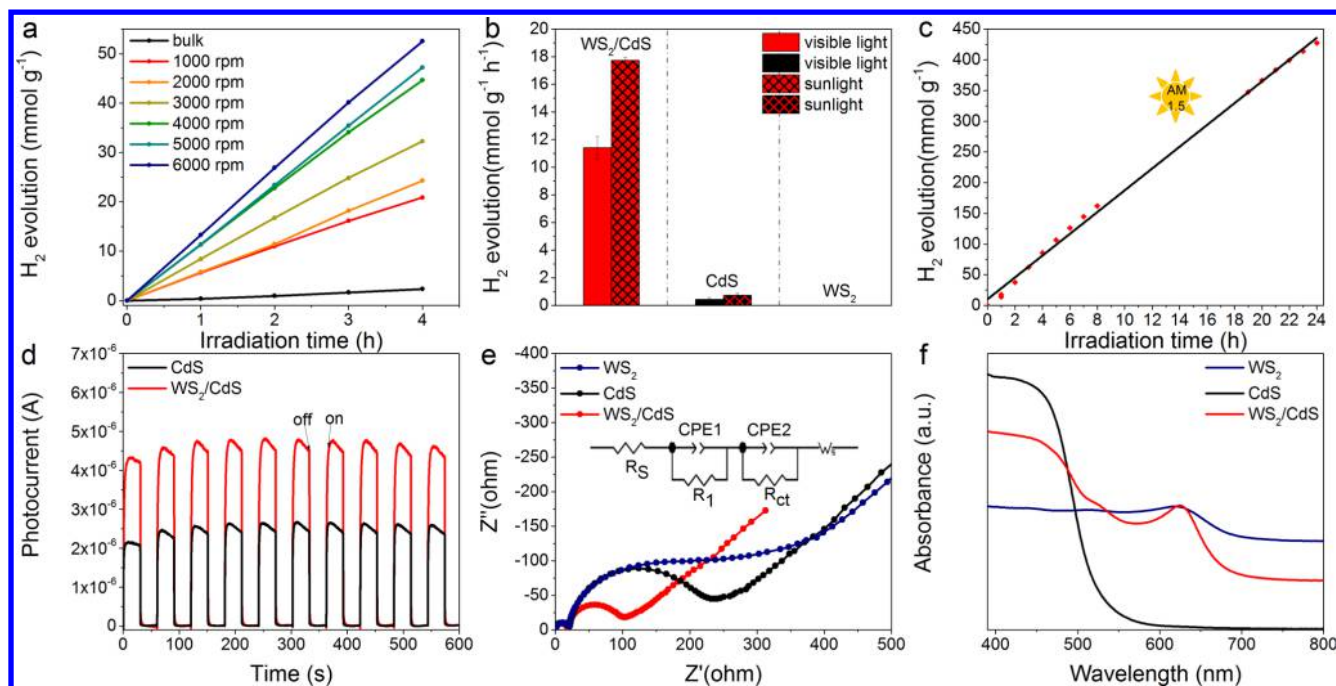 a
bulk
1000 rpm
2000 rpm
3000 rpm
4000 rpm
5000 rpm
6000 rpm
H₂ evolution (mmol g⁻¹)
50
40
30
20
10
0
0 1 2 3 4
Irradiation time (h)
b
WS₂/CdS
visible light
visible light
sunlight
sunlight
CdS
WS₂
H₂ evolution(mmol g⁻¹ h⁻¹)
20
18
16
14
12
10
8
6
4
2
0
c
AM
1.5
H₂ evolution(mmol g⁻¹)
450
400
350
300
250
200
150
100
50
0
0 2 4 6 8 10 12 14 16 18 20 22 24
Irradiation time (h)
d
CdS
WS₂/CdS
off on
Photocurrent (A)
7x10⁻⁶
6x10⁻⁶
5x10⁻⁶
4x10⁻⁶
3x10⁻⁶
2x10⁻⁶
1x10⁻⁶
0
0 100 200 300 400 500 600
Time (s)
e
WS₂
CdS
WS₂/CdS
CPE1 CPE2
R_S R₁ R_ct W_s
Z''(ohm)
-400
-350
-300
-250
-200
-150
-100
-50
0
0 100 200 300 400 500
Z'(ohm)
f
WS₂
CdS
WS₂/CdS
Absorbance (a.u.)
400 500 600 700 800
Wavelength (nm)